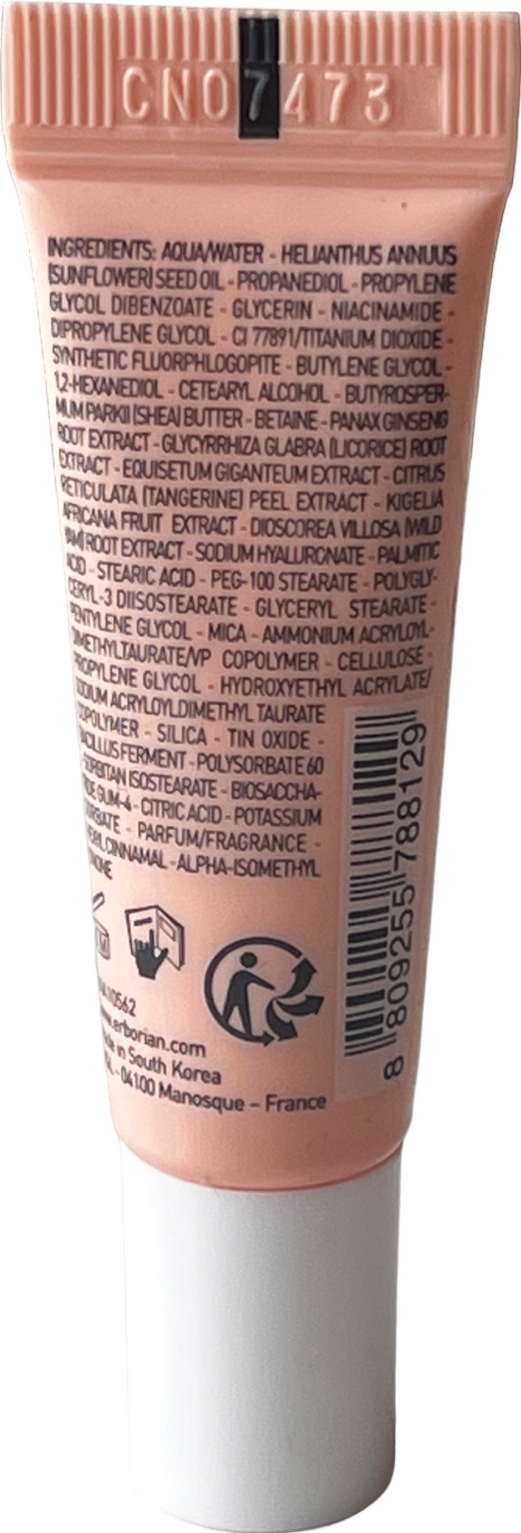 CN07473
INGREDIENTS: AQUA/WATER - HELIANTHUS ANNUUS
(SUNFLOWER) SEED OIL - PROPANEDIOL - PROPYLENE
GLYCOL DIBENZOATE - GLYCERIN - NIACINAMIDE -
DIPROPYLENE GLYCOL - CI 77891/TITANIUM DIOXIDE -
SYNTHETIC FLUORPHLOGOPITE - BUTYLENE GLYCOL -
1,2-HEXANEDIOL - CETEARYL ALCOHOL - BUTYROSPER-
MUM PARKII (SHEA) BUTTER - BETAINE - PANAX GINSENG
ROOT EXTRACT - GLYCYRRHIZA GLABRA (LICORICE) ROOT
EXTRACT - EQUISETUM GIGANTEUM EXTRACT - CITRUS
RETICULATA (TANGERINE) PEEL EXTRACT - KIGELIA
AFRICANA FRUIT EXTRACT - DIOSCOREA VILLOSA (WILD
YAM) ROOT EXTRACT - SODIUM HYALURONATE - PALMITIC
ACID - STEARIC ACID - PEG-100 STEARATE - POLYGLY-
CERYL-3 DIISOSTEARATE - GLYCERYL STEARATE -
PENTYLENE GLYCOL - MICA - AMMONIUM ACRYLOYL-
DIMETHYLTAURATE/VP COPOLYMER - CELLULOSE -
PROPYLENE GLYCOL - HYDROXYETHYL ACRYLATE/
SODIUM ACRYLOYLDIMETHYL TAURATE
COPOLYMER - SILICA - TIN OXIDE -
BACILLUS FERMENT - POLYSORBATE 60
- SORBITAN ISOSTEARATE - BIOSACCHA-
RIDE GUM-4 - CITRIC ACID - POTASSIUM
SORBATE - PARFUM/FRAGRANCE -
HEXYL CINNAMAL - ALPHA-ISOMETHYL
IONONE
M
0562
.erborian.com
in South Korea
- 04100 Manosque – France
8 809255 788129